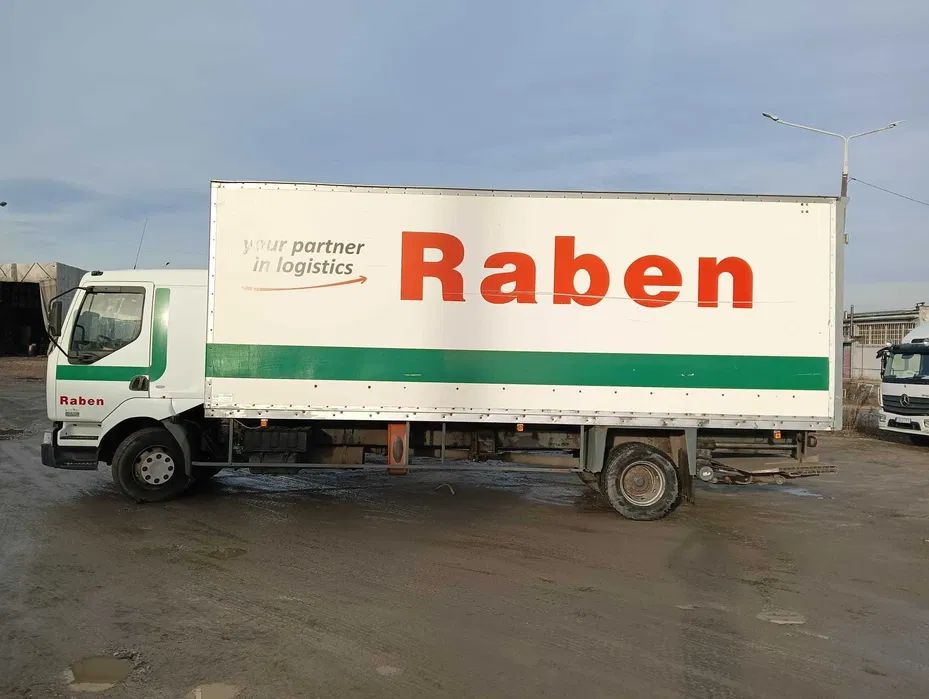 your partner
in logistics
Raben
Raben